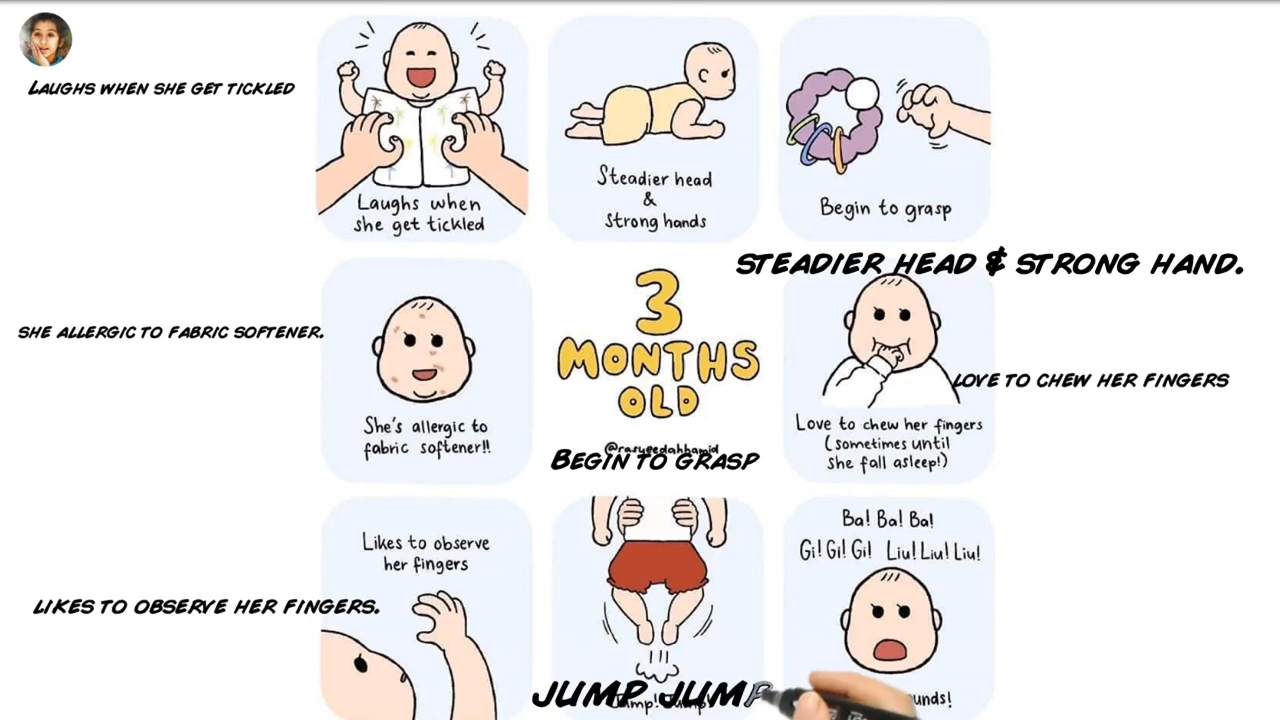 LAUGHS WHEN SHE GET TICKLED
Laughs when
she get tickled
Steadier head
&
Strong hands
Begin to grasp
STEADIER HEAD & STRONG HAND.
SHE ALLERGIC TO FABRIC SOFTENER.
She's allergic to
fabric softener!!
3
MONTHS
OLD
@rasyeedahhamid
BEGIN TO GRASP
LOVE TO CHEW HER FINGERS
Love to chew her fingers
(sometimes until
she fall asleep!)
Likes to observe
her fingers
LIKES TO OBSERVE HER FINGERS.
JUMP JUMP
Jump! Jump!
Ba! Ba! Ba!
Gi! Gi! Gi! Liu! Liu! Liu!